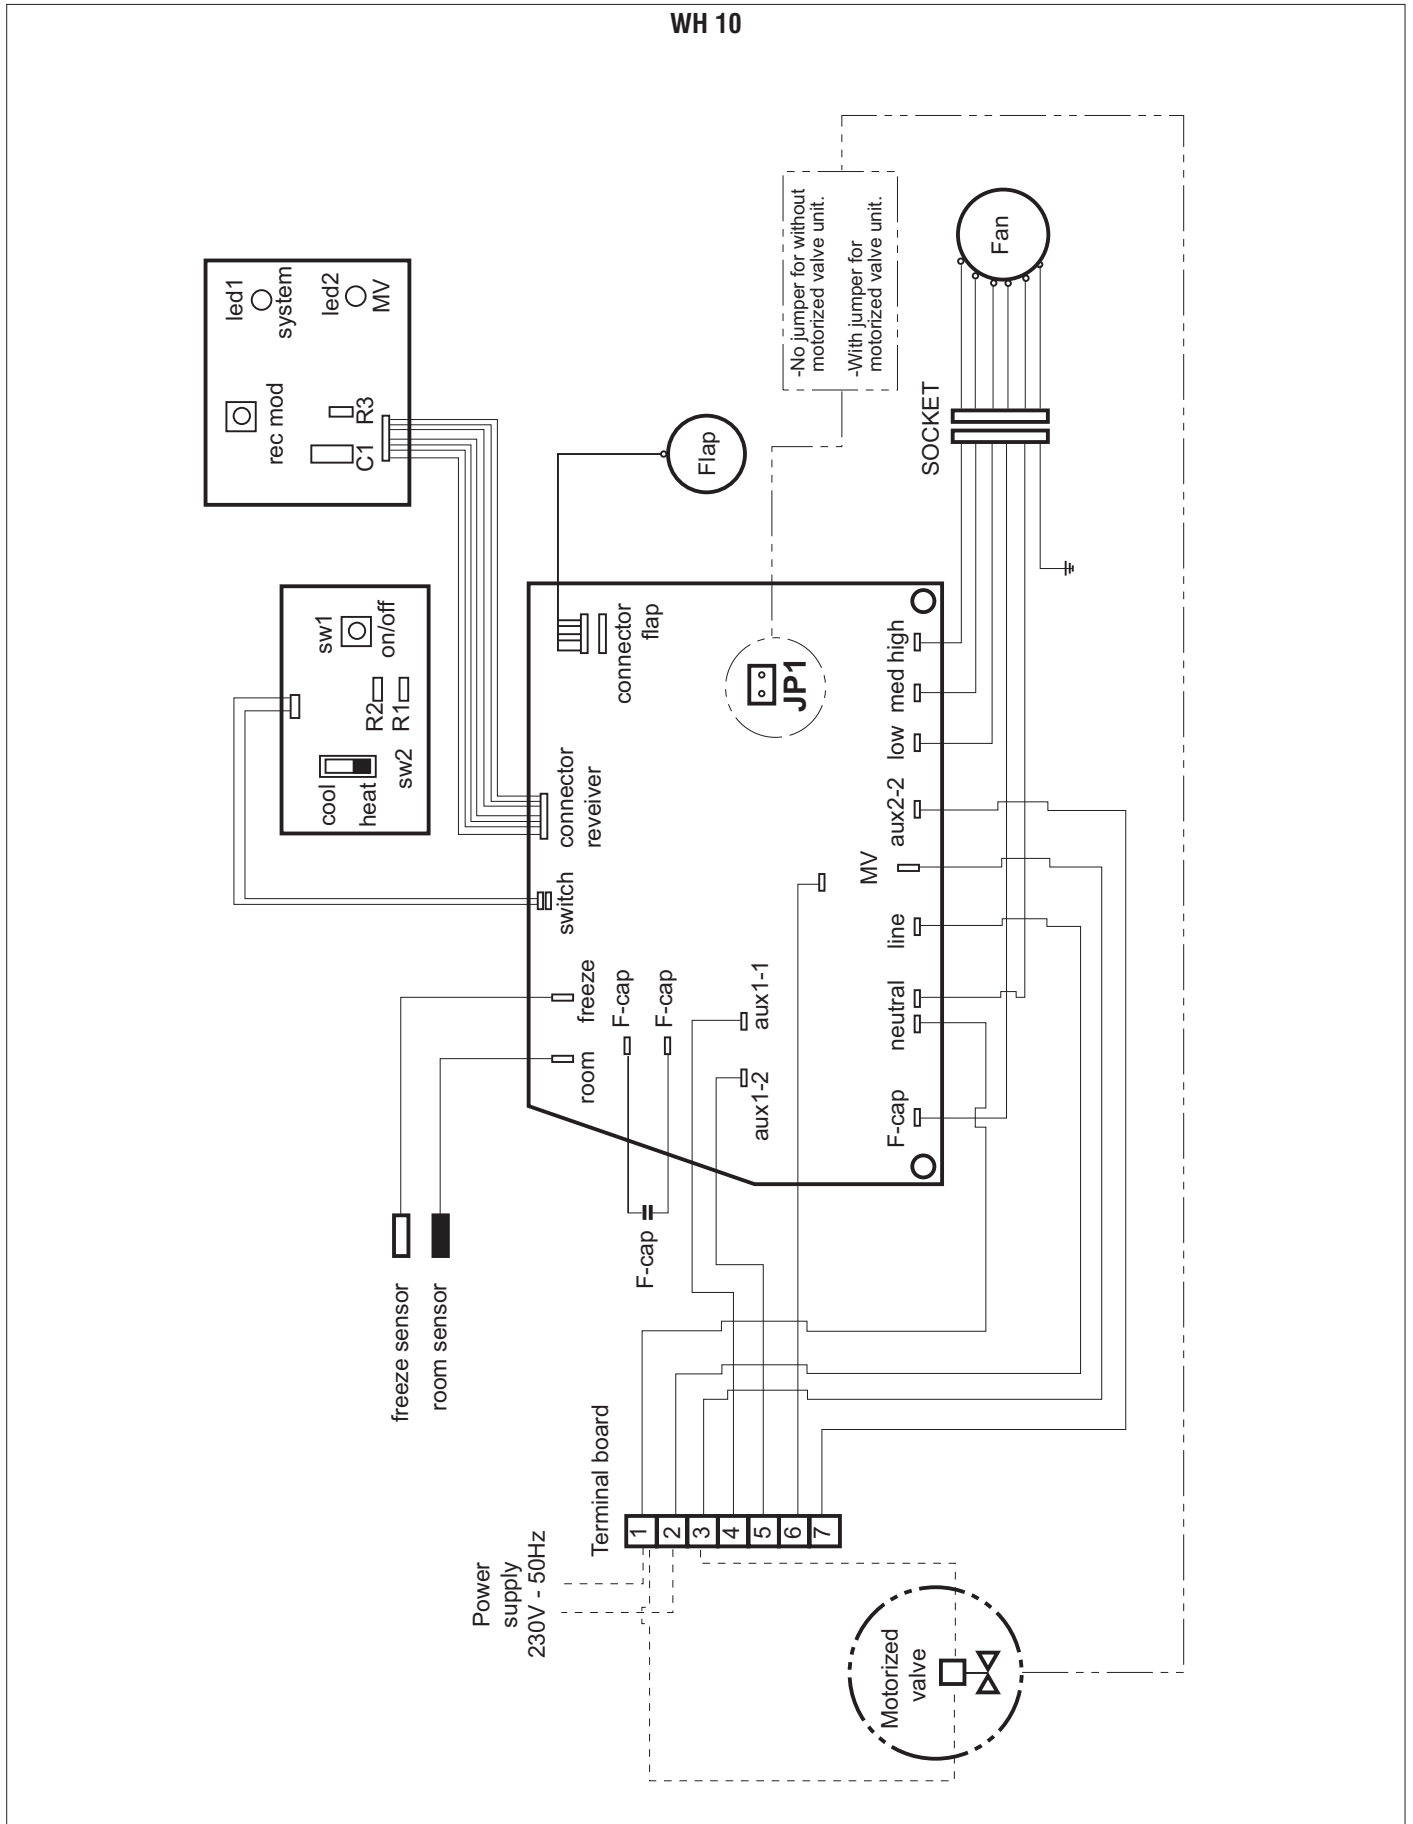 WH 10
led1
system
led2
MV
rec mod
C1
R3
sw1
on/off
R2
R1
sw2
cool
heat
Flap
-No jumper for without
motorized valve unit.
-With jumper for
motorized valve unit.
Fan
SOCKET
connector
flap
JP1
connector
reveiver
switch
freeze
room
F-cap
F-cap
aux1-1
aux1-2
high
med
low
aux2-2
MV
line
neutral
F-cap
F-cap
freeze sensor
room sensor
Terminal board
1
2
3
4
5
6
7
Power
supply
230V - 50Hz
Motorized
valve